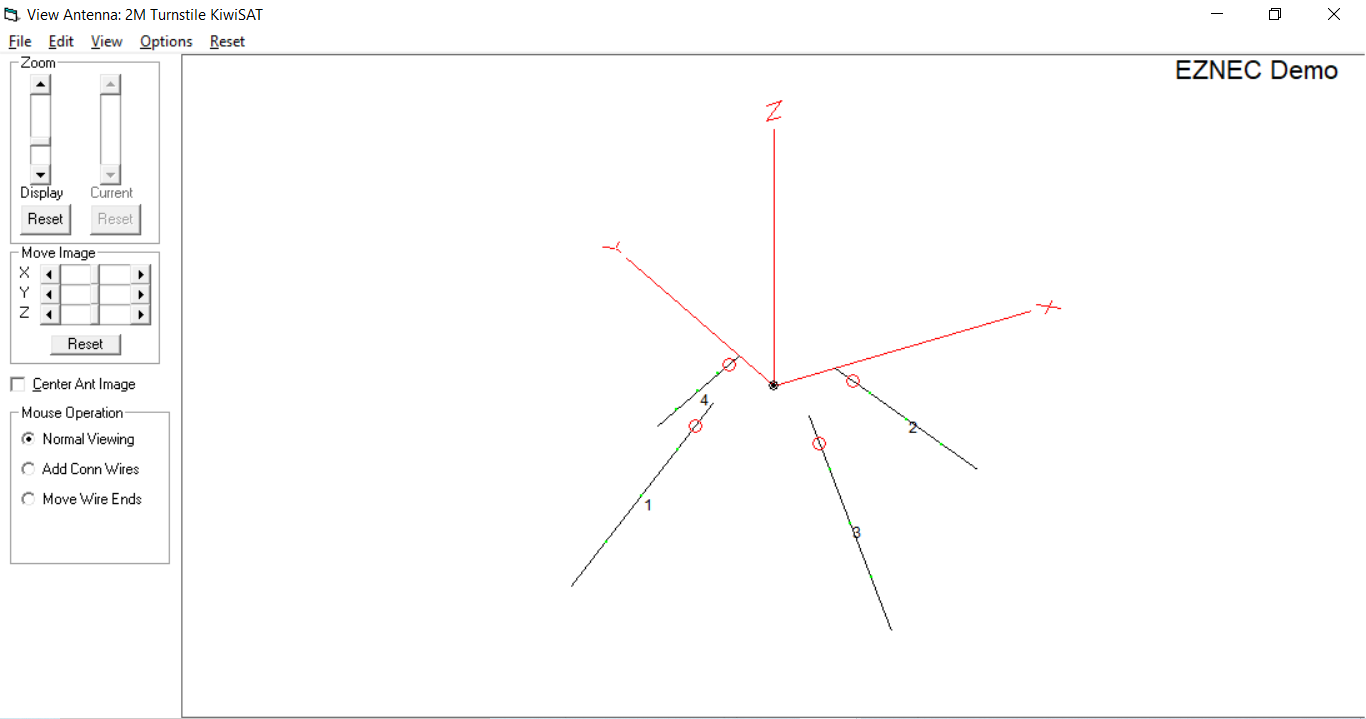 View Antenna: 2M Turnstile KiwiSAT
File Edit View Options Reset
Zoom
Display Current
Reset Reset
Move Image
X
Y
Z
Reset
Center Ant Image
Mouse Operation
Normal Viewing
Add Conn Wires
Move Wire Ends
EZNEC Demo
Z
Y
X
4
2
1
3